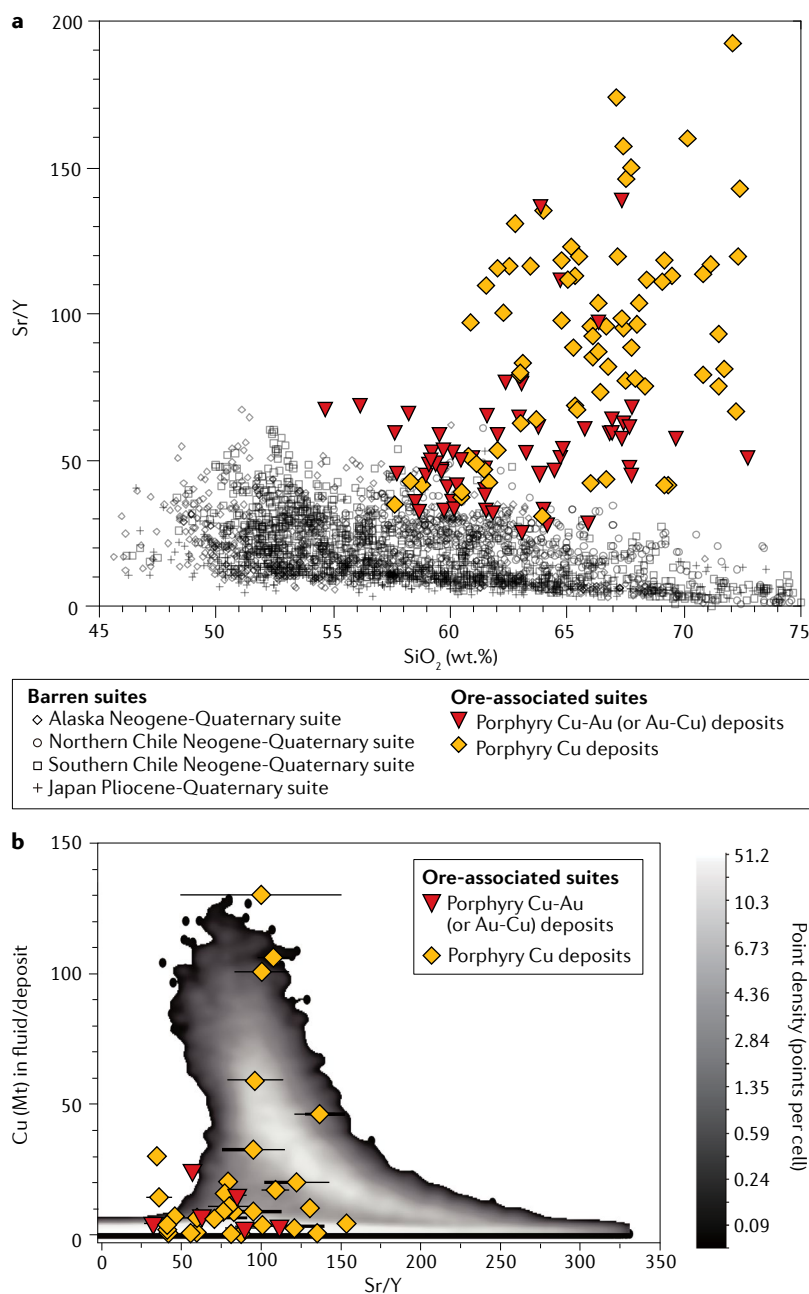 a
200
150
100
50
0
Sr/Y
45 50 55 60 65 70 75
SiO2 (wt.%)
Barren suites
Alaska Neogene-Quaternary suite
Northern Chile Neogene-Quaternary suite
Southern Chile Neogene-Quaternary suite
Japan Pliocene-Quaternary suite
Ore-associated suites
Porphyry Cu-Au (or Au-Cu) deposits
Porphyry Cu deposits
b
150
100
50
0
Cu (Mt) in fluid/deposit
Ore-associated suites
Porphyry Cu-Au
(or Au-Cu) deposits
Porphyry Cu deposits
0 50 100 150 200 250 300 350
Sr/Y
51.2
10.3
6.73
4.36
2.84
1.35
0.59
0.24
0.09
Point density (points per cell)